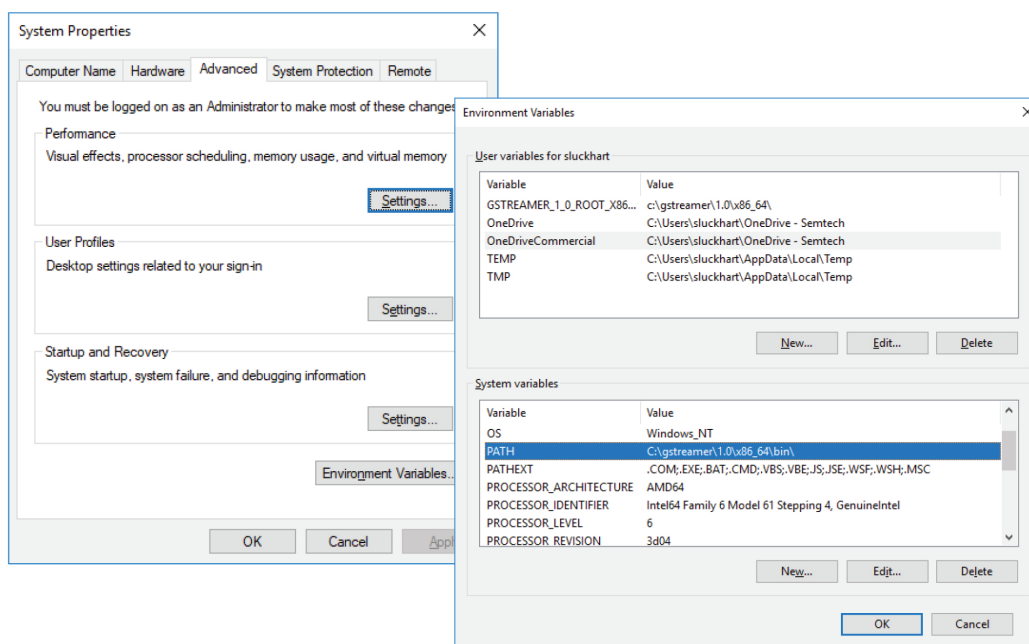 System Properties
Computer Name Hardware Advanced System Protection Remote
You must be logged on as an Administrator to make most of these changes
Performance
Visual effects, processor scheduling, memory usage, and virtual memory
Settings...
User Profiles
Desktop settings related to your sign-in
Settings...
Startup and Recovery
System startup, system failure, and debugging information
Settings...
Environment Variables..
OK Cancel Appl
Environment Variables
User variables for sluckhart
Variable Value
GSTREAMER_1_0_ROOT_X86... c:\gstreamer\1.0\x86_64\
OneDrive C:\Users\sluckhart\OneDrive - Semtech
OneDriveCommercial C:\Users\sluckhart\OneDrive - Semtech
TEMP C:\Users\sluckhart\AppData\Local\Temp
TMP C:\Users\sluckhart\AppData\Local\Temp
New... Edit... Delete
System variables
Variable Value
OS Windows_NT
PATH C:\gstreamer\1.0\x86_64\bin\
PATHEXT .COM;.EXE;.BAT;.CMD;.VBS;.VBE;.JS;.JSE;.WSF;.WSH;.MSC
PROCESSOR_ARCHITECTURE AMD64
PROCESSOR_IDENTIFIER Intel64 Family 6 Model 61 Stepping 4, GenuineIntel
PROCESSOR_LEVEL 6
PROCESSOR_REVISION 3d04
New... Edit... Delete
OK Cancel